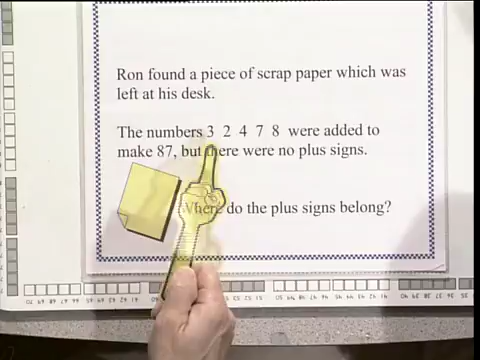 Ron found a piece of scrap paper which was
left at his desk.
The numbers 3 2 4 7 8 were added to
make 87, but there were no plus signs.
Where do the plus signs belong?